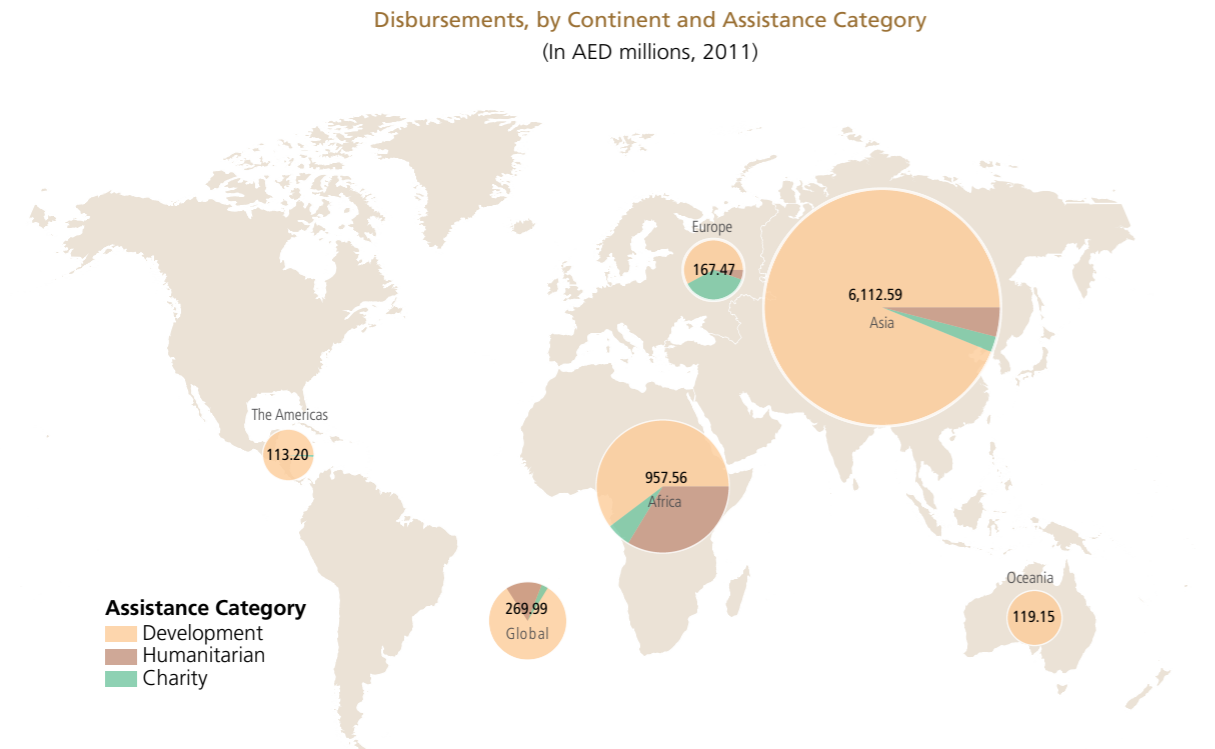 Disbursements, by Continent and Assistance Category
(In AED millions, 2011)
Europe
167.47
6,112.59
Asia
The Americas
113.20
957.56
Africa
Oceania
119.15
269.99
Global
Assistance Category
Development
Humanitarian
Charity